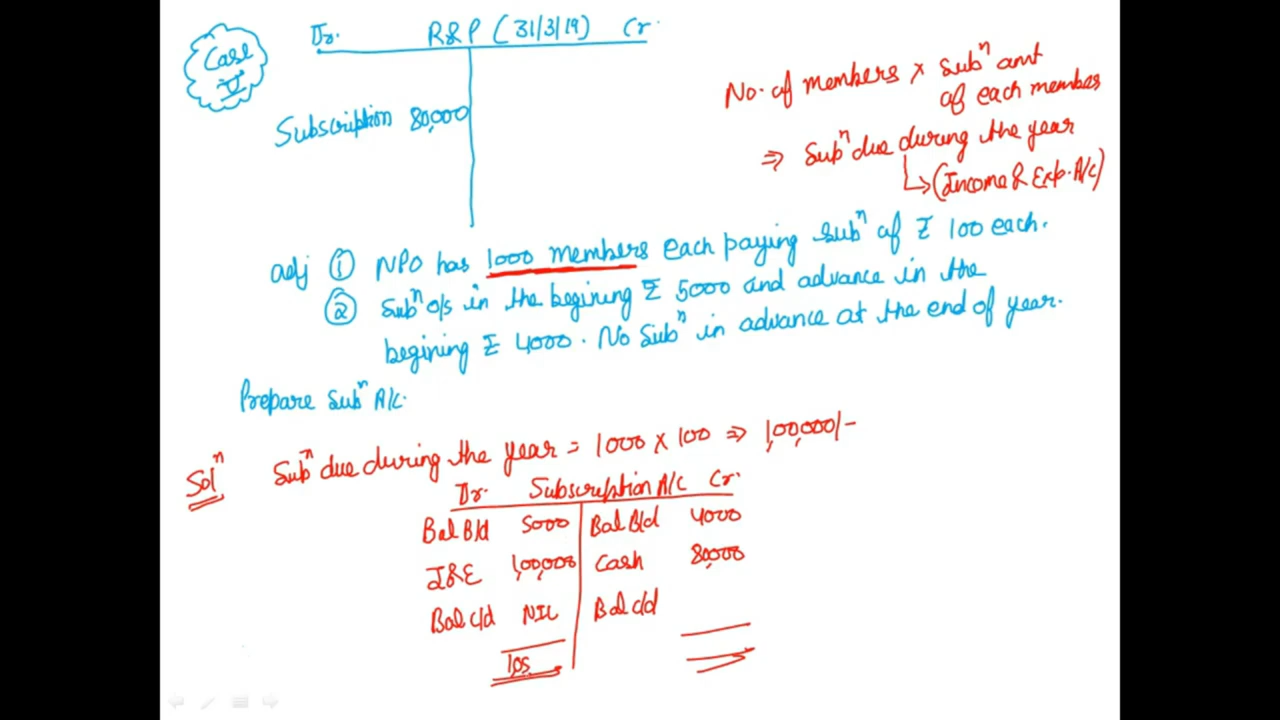 Case V
Dr. R&P (31/3/19) Cr.
Subscription 80,000
No. of members × Subⁿ amt
of each member
⇒ Subⁿ due during the year
↳ (Income & Exp. A/c)
adj ① NPO has 1000 members each paying subⁿ of ₹ 100 each.
② Subⁿ o/s in the begining ₹ 5000 and advance in the
begining ₹ 4,000. No Subⁿ in advance at the end of year.
Prepare Subⁿ A/c.
Solⁿ Subⁿ due during the year = 1000 × 100 ⇒ 1,00,000/-
Dr. Subscription A/c Cr.
Bal B/d 5000 Bal B/d 4000
I&E 1,00,000 Cash 80,000
Bal c/d NIL Bal c/d
105